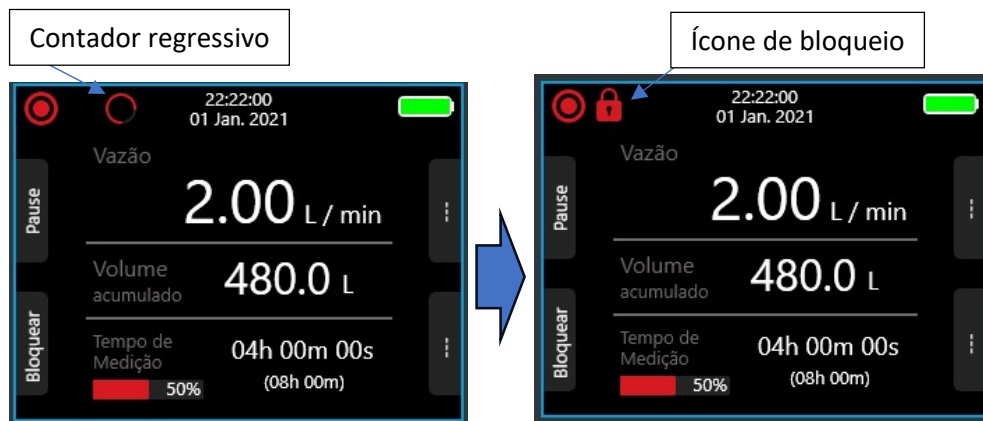 Contador regressivo
Ícone de bloqueio
22:22:00
01 Jan. 2021
Vazão
2.00 L / min
Pause
---
Volume
acumulado
480.0 L
Bloquear
Tempo de
Medição
04h 00m 00s
50%
(08h 00m)
---
22:22:00
01 Jan. 2021
Vazão
2.00 L / min
Pause
---
Volume
acumulado
480.0 L
Bloquear
Tempo de
Medição
04h 00m 00s
50%
(08h 00m)
---